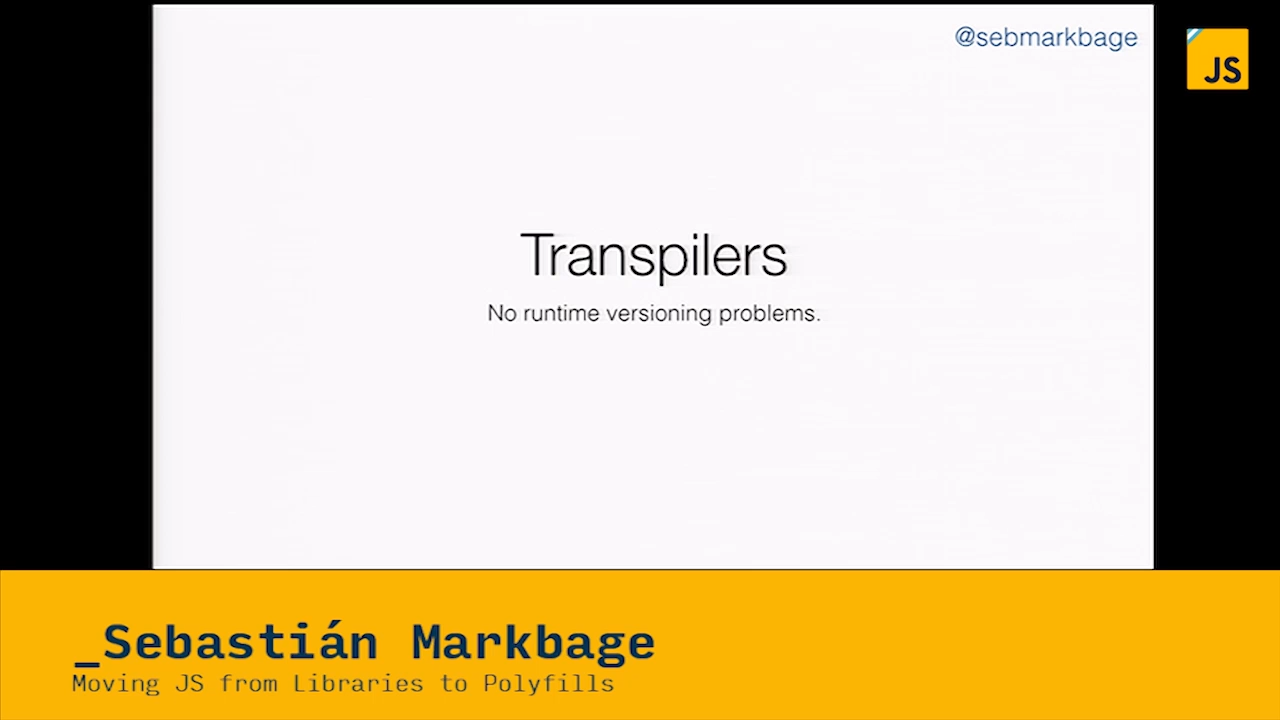 @sebmarkbage
JS
Transpilers
No runtime versioning problems.
_Sebastián Markbage
Moving JS from Libraries to Polyfills